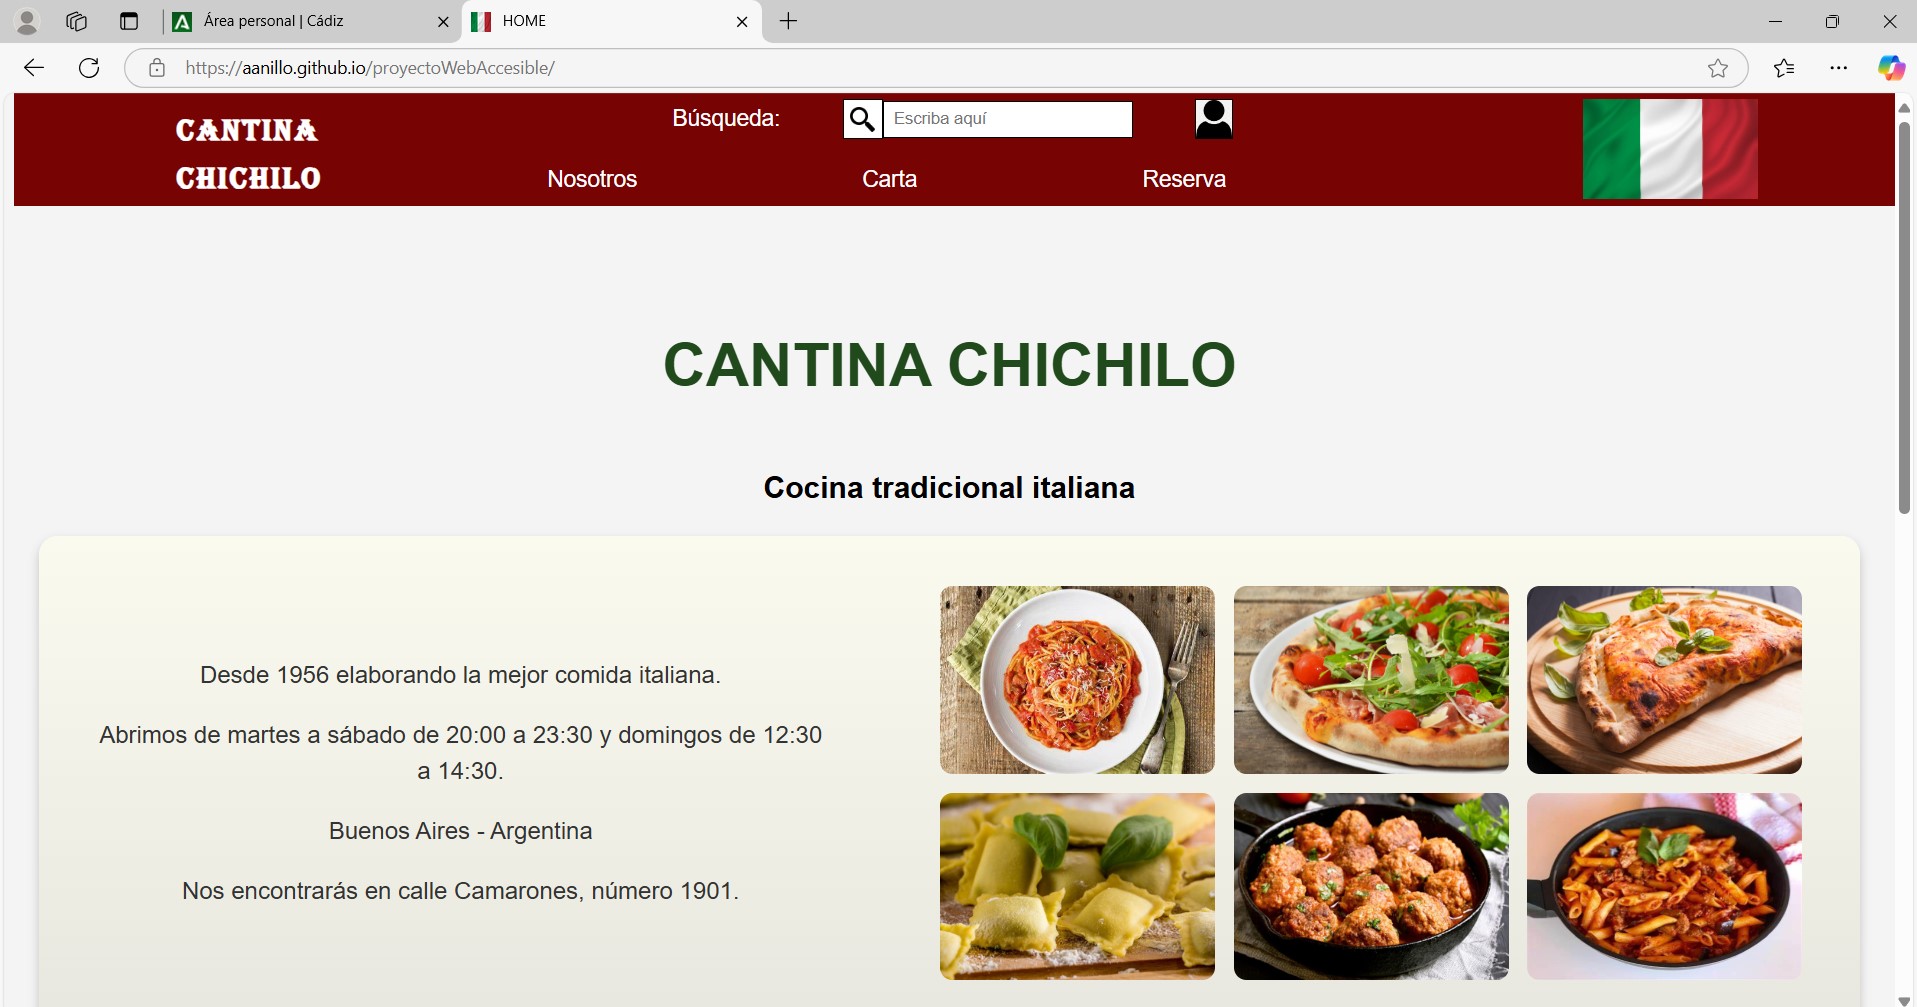 Área personal | Cádiz
HOME
https://aanillo.github.io/proyectoWebAccesible/
CANTINA
CHICHILO
Búsqueda:
Escriba aquí
Nosotros
Carta
Reserva
CANTINA CHICHILO
Cocina tradicional italiana
Desde 1956 elaborando la mejor comida italiana.
Abrimos de martes a sábado de 20:00 a 23:30 y domingos de 12:30
a 14:30.
Buenos Aires - Argentina
Nos encontrarás en calle Camarones, número 1901.